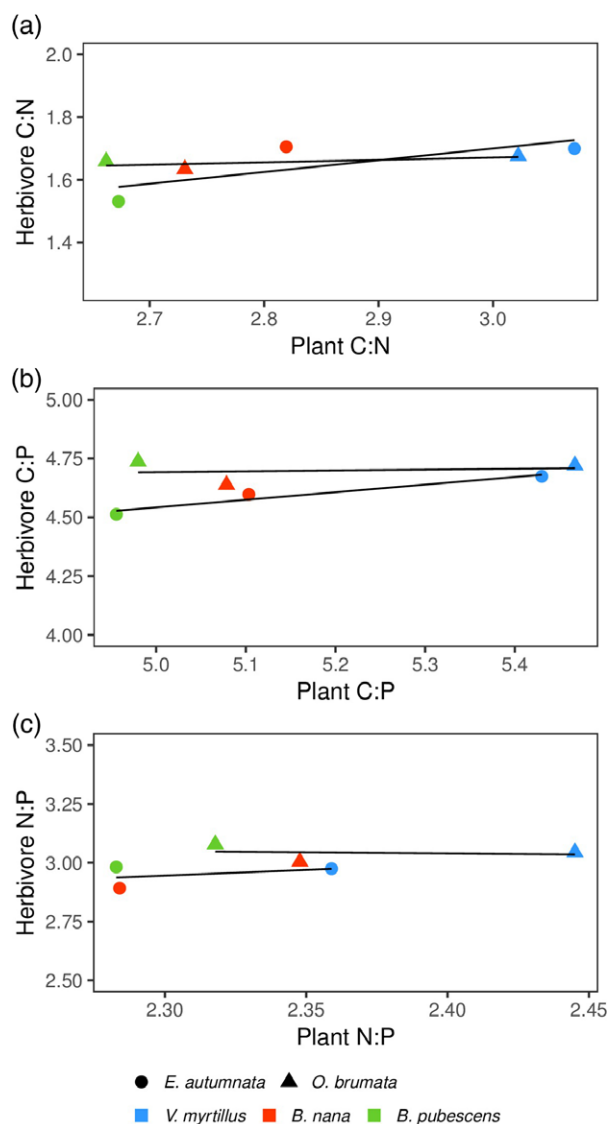 (a)
2.0
1.8
1.6
1.4
Herbivore C:N
2.7 2.8 2.9 3.0
Plant C:N
(b)
5.00
4.75
4.50
4.25
4.00
Herbivore C:P
5.0 5.1 5.2 5.3 5.4
Plant C:P
(c)
3.50
3.25
3.00
2.75
2.50
Herbivore N:P
2.30 2.35 2.40 2.45
Plant N:P
E. autumnata O. brumata
V. myrtillus B. nana B. pubescens